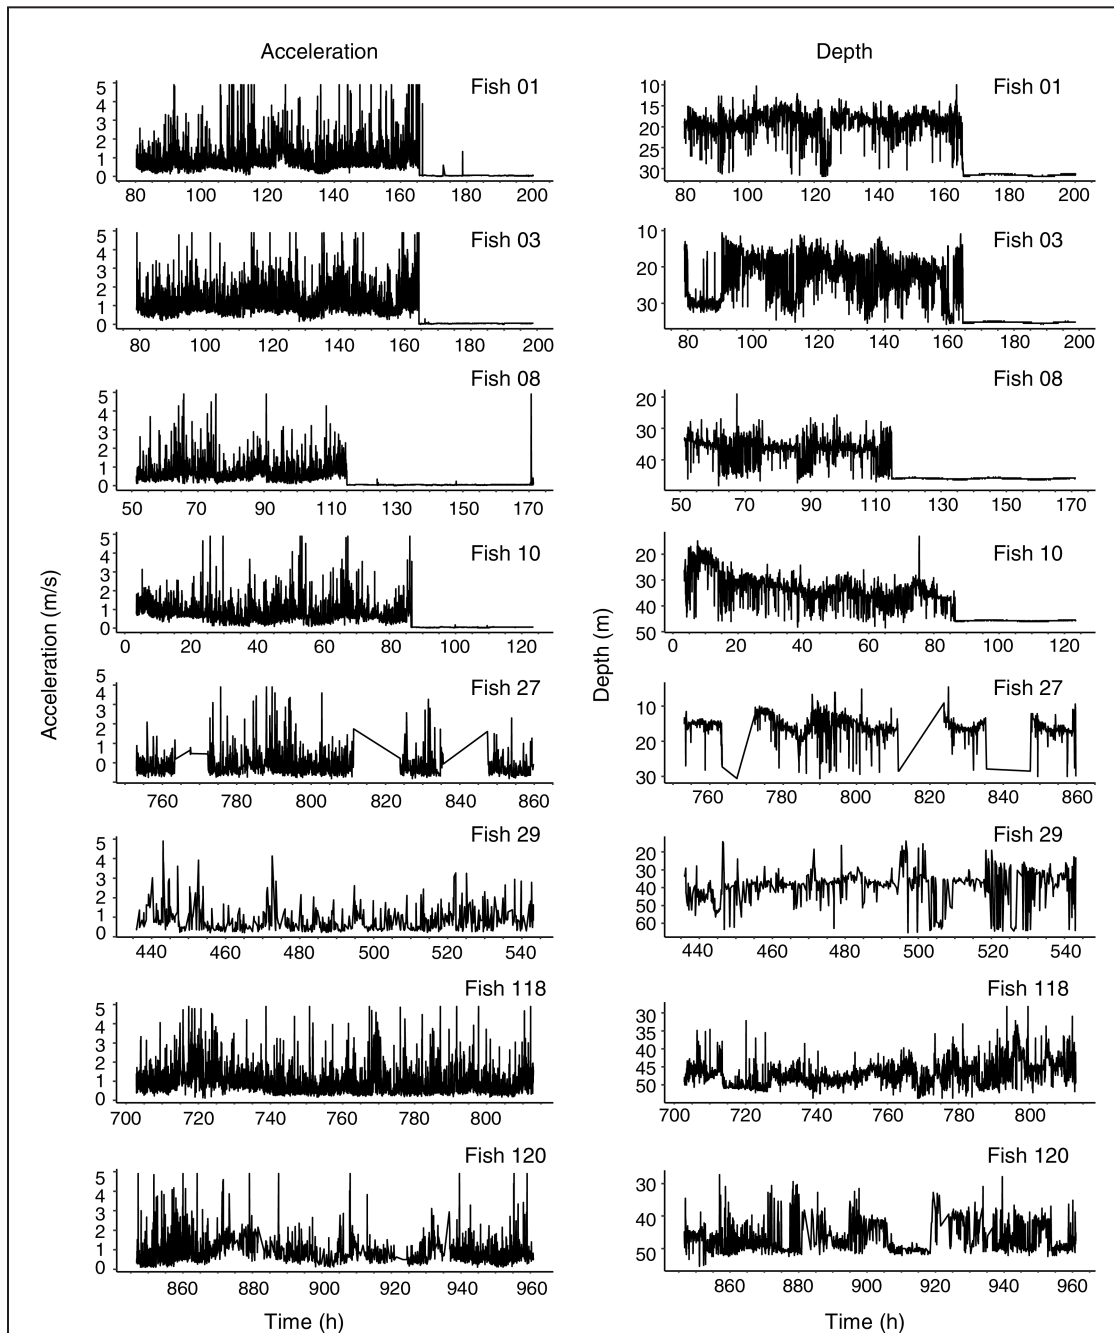 Acceleration
Fish 01
5
4
3
2
1
0
80 100 120 140 160 180 200
Fish 03
5
4
3
2
1
0
80 100 120 140 160 180 200
Fish 08
5
4
3
2
1
0
50 70 90 110 130 150 170
Fish 10
5
4
3
2
1
0
0 20 40 60 80 100 120
Fish 27
5
4
3
2
1
0
760 780 800 820 840 860
Fish 29
5
4
3
2
1
0
440 460 480 500 520 540
Fish 118
5
4
3
2
1
0
700 720 740 760 780 800
Fish 120
5
4
3
2
1
0
860 880 900 920 940 960
Acceleration (m/s)
Time (h)
Depth
Fish 01
10
15
20
25
30
80 100 120 140 160 180 200
Fish 03
10
20
30
80 100 120 140 160 180 200
Fish 08
20
30
40
50 70 90 110 130 150 170
Fish 10
20
30
40
50
0 20 40 60 80 100 120
Fish 27
10
20
30
760 780 800 820 840 860
Fish 29
20
30
40
50
60
440 460 480 500 520 540
Fish 118
30
35
40
45
50
700 720 740 760 780 800
Fish 120
30
40
50
860 880 900 920 940 960
Depth (m)
Time (h)